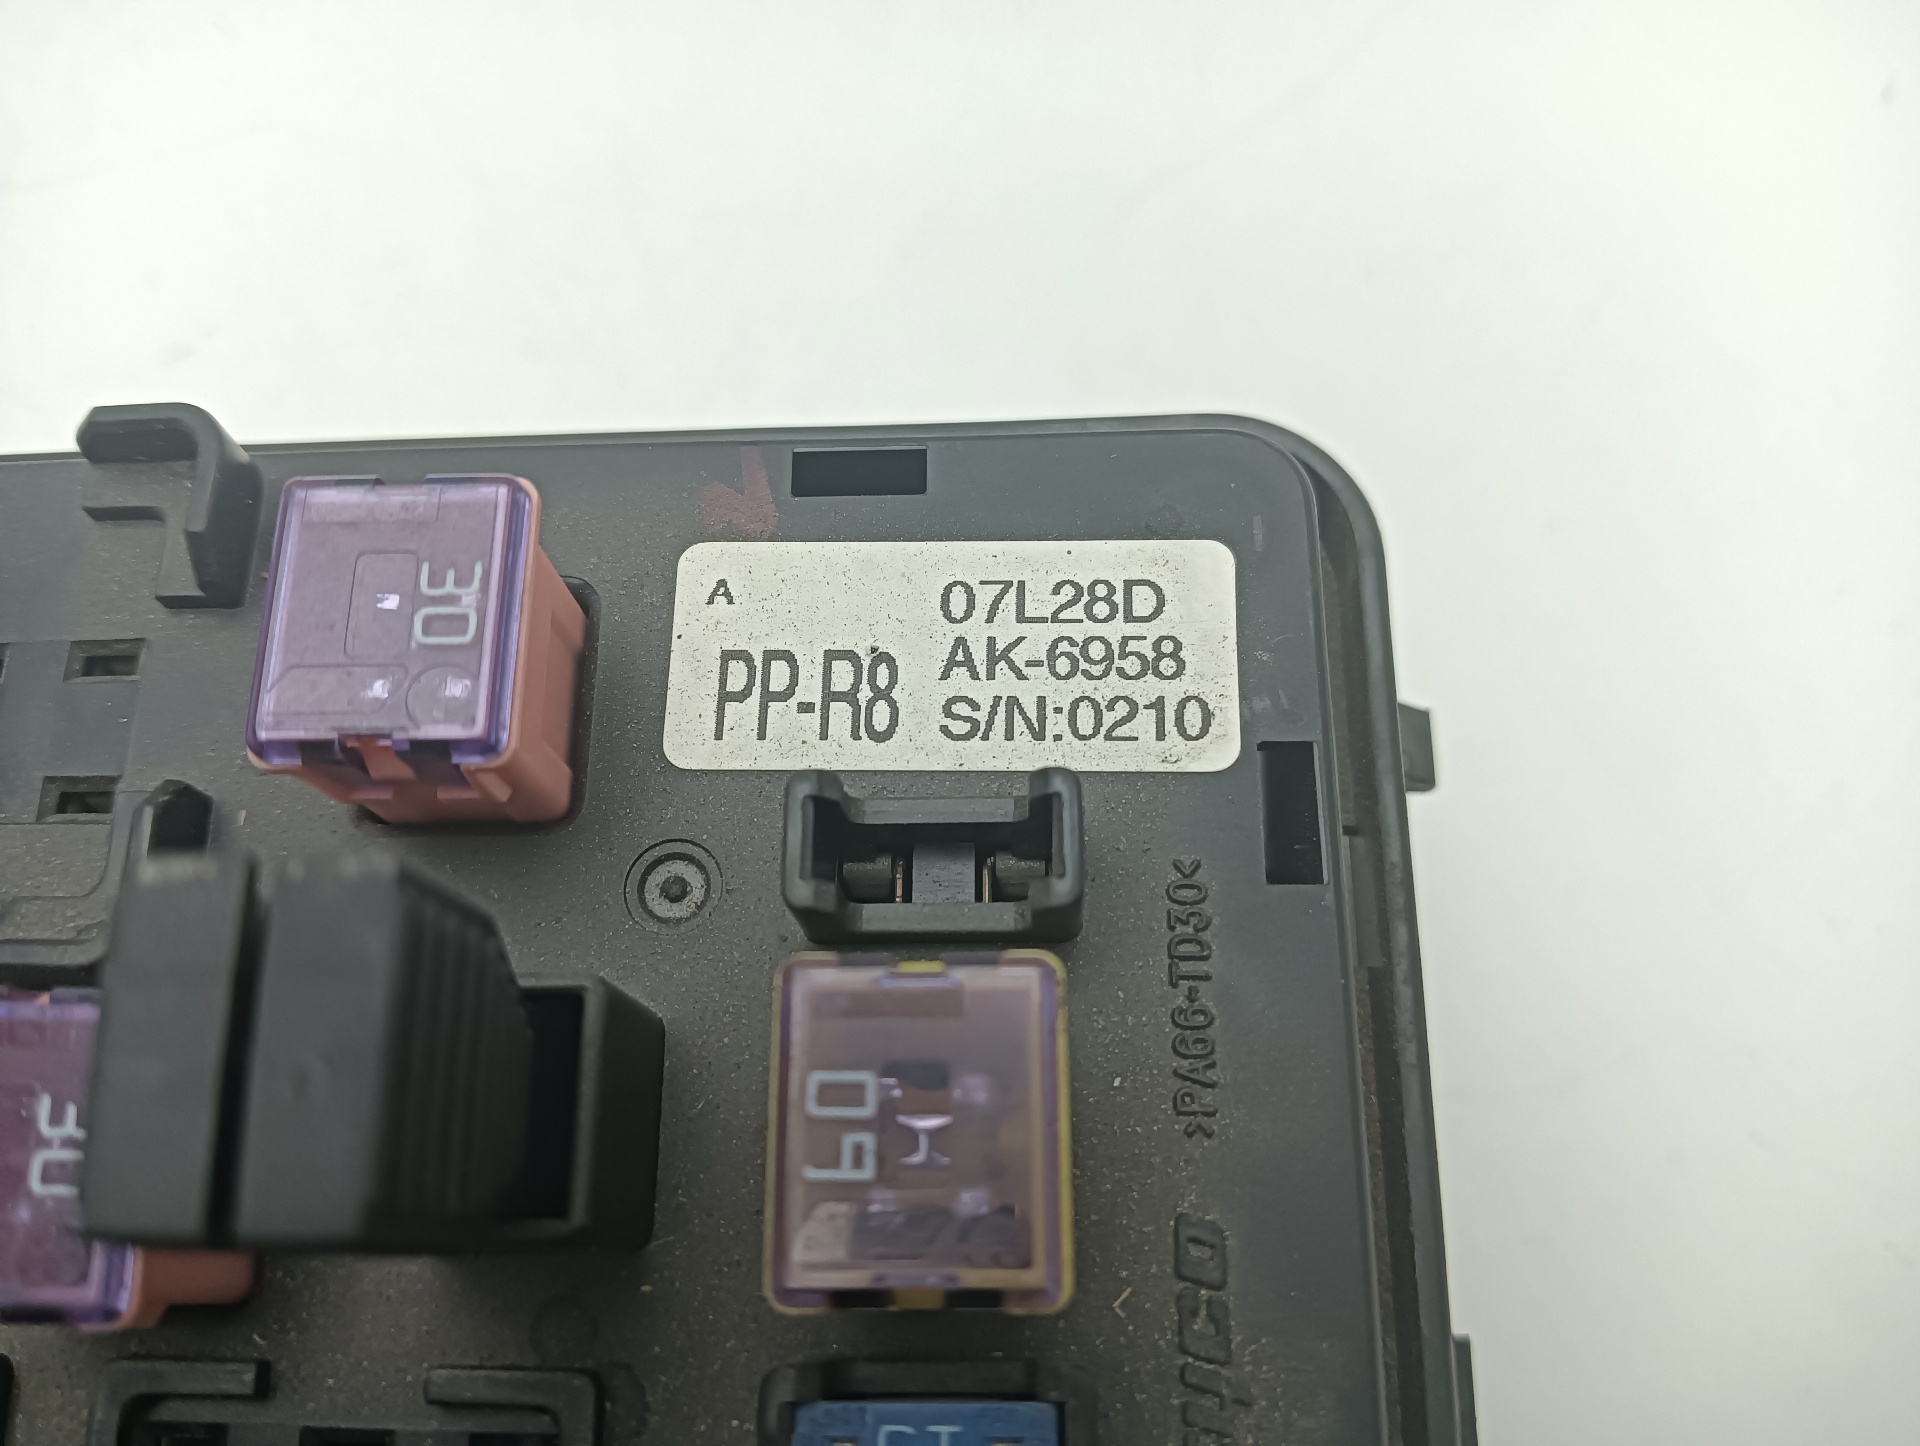 A
PP-R8
07L28D
AK-6958
S/N:0210
30
30
60
>PA66-TD30<